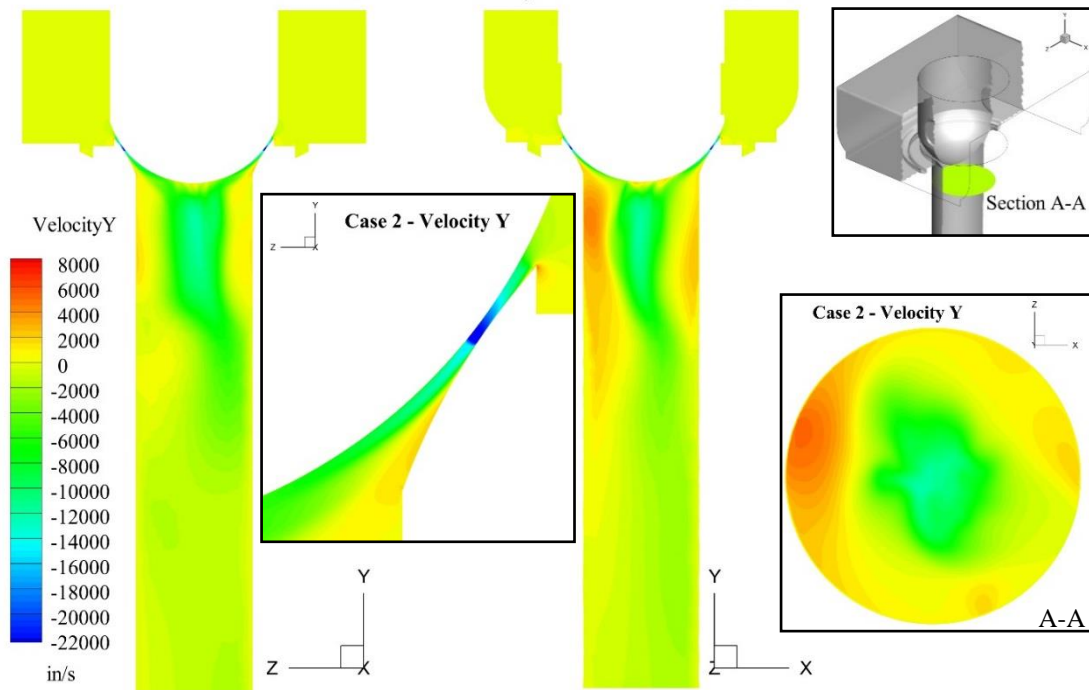 VelocityY
8000
6000
4000
2000
0
-2000
-4000
-6000
-8000
-10000
-12000
-14000
-16000
-18000
-20000
-22000
in/s
Y
Z X
Case 2 - Velocity Y
Y
Z X
Y
Z X
Y
Z X
Section A-A
Case 2 - Velocity Y
Z
Y X
A-A